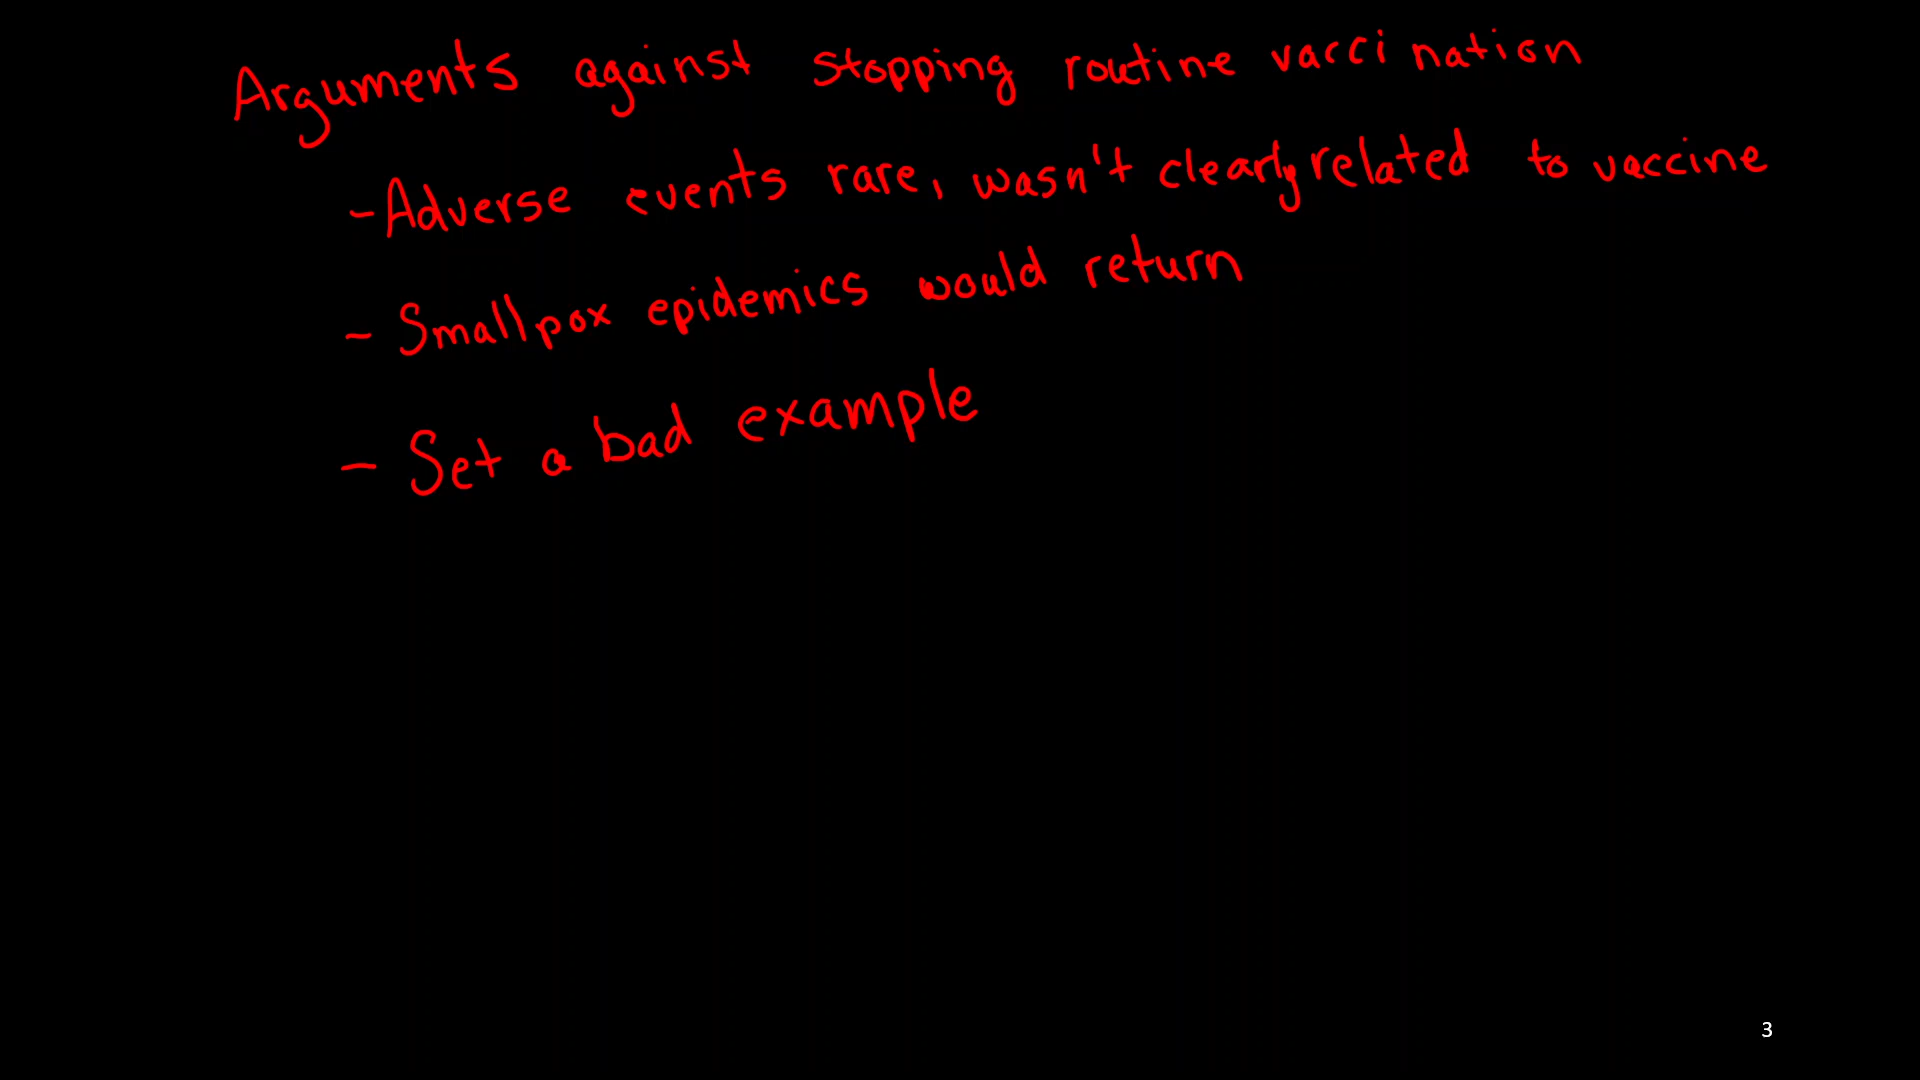 Arguments against stopping routine vaccination
- Adverse events rare, wasn't clearly related to vaccine
- Smallpox epidemics would return
- Set a bad example
3